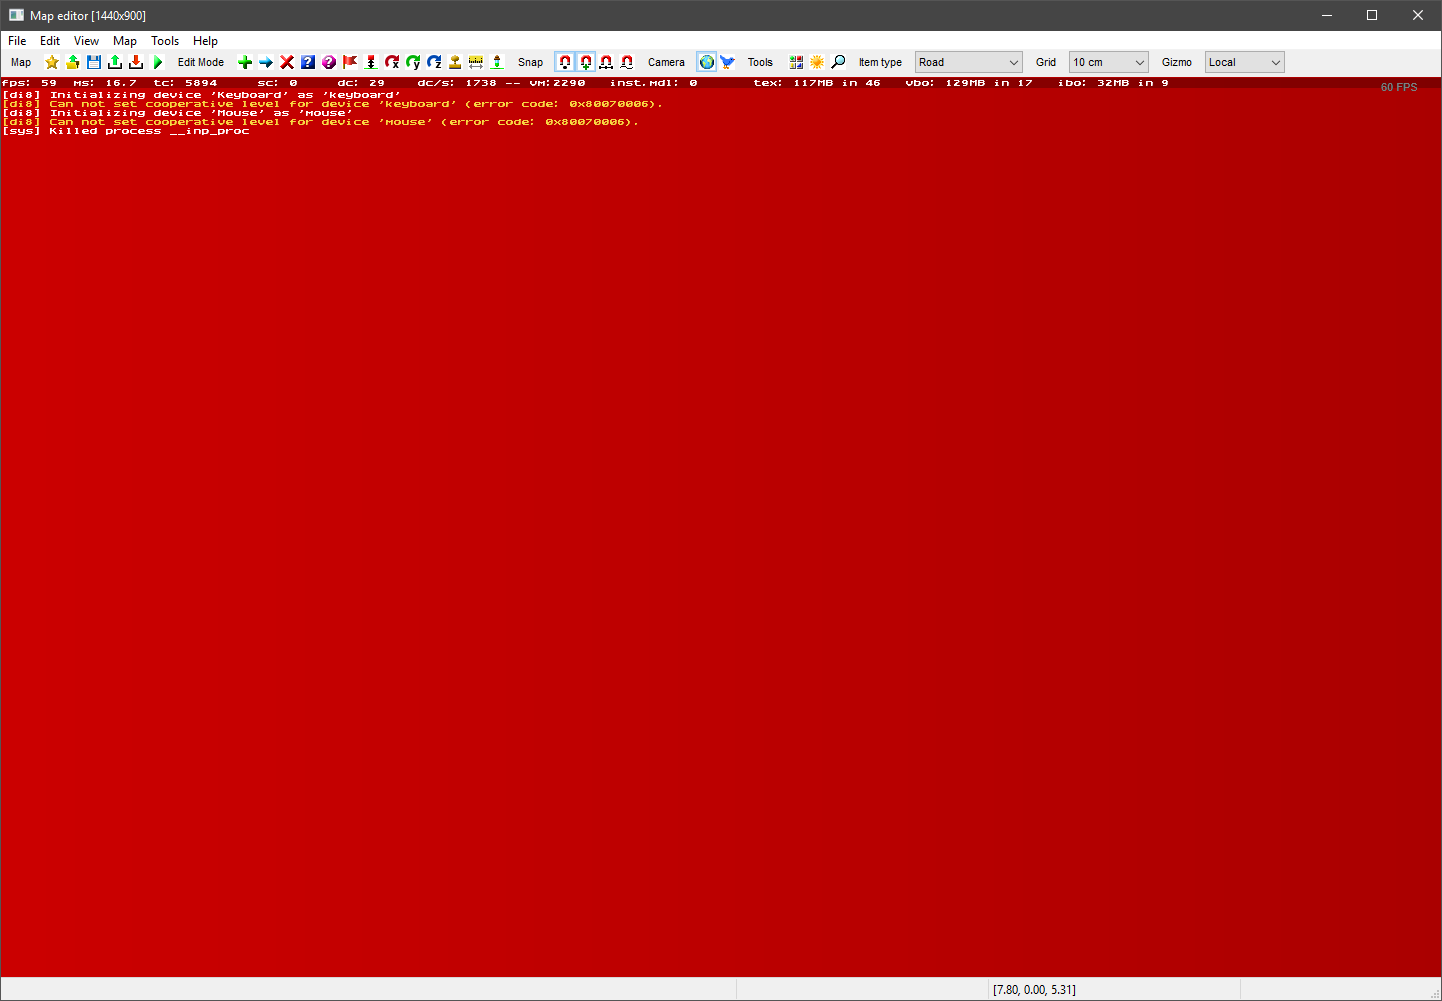 Map editor [1440x900]
File Edit View Map Tools Help
Map Edit Mode Snap Camera Tools Item type Road Grid 10 cm Gizmo Local
fps: 59 ms: 16.7 tc: 5894 sc: 0 dc: 29 dc/s: 1738 -- vm:2290 inst.mdl: 0 tex: 117MB in 46 vbo: 129MB in 17 ibo: 32MB in 9
60 FPS
[di8] Initializing device 'Keyboard' as 'keyboard'
[di8] Can not set cooperative level for device 'keyboard' (error code: 0x80070006).
[di8] Initializing device 'Mouse' as 'mouse'
[di8] Can not set cooperative level for device 'mouse' (error code: 0x80070006).
[sys] Killed process __inp_proc
[7.80, 0.00, 5.31]